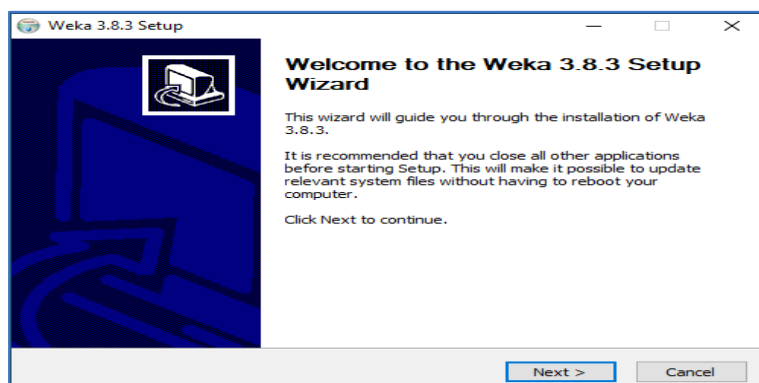 Weka 3.8.3 Setup
Welcome to the Weka 3.8.3 Setup
Wizard
This wizard will guide you through the installation of Weka
3.8.3.
It is recommended that you close all other applications
before starting Setup. This will make it possible to update
relevant system files without having to reboot your
computer.
Click Next to continue.
Next >
Cancel